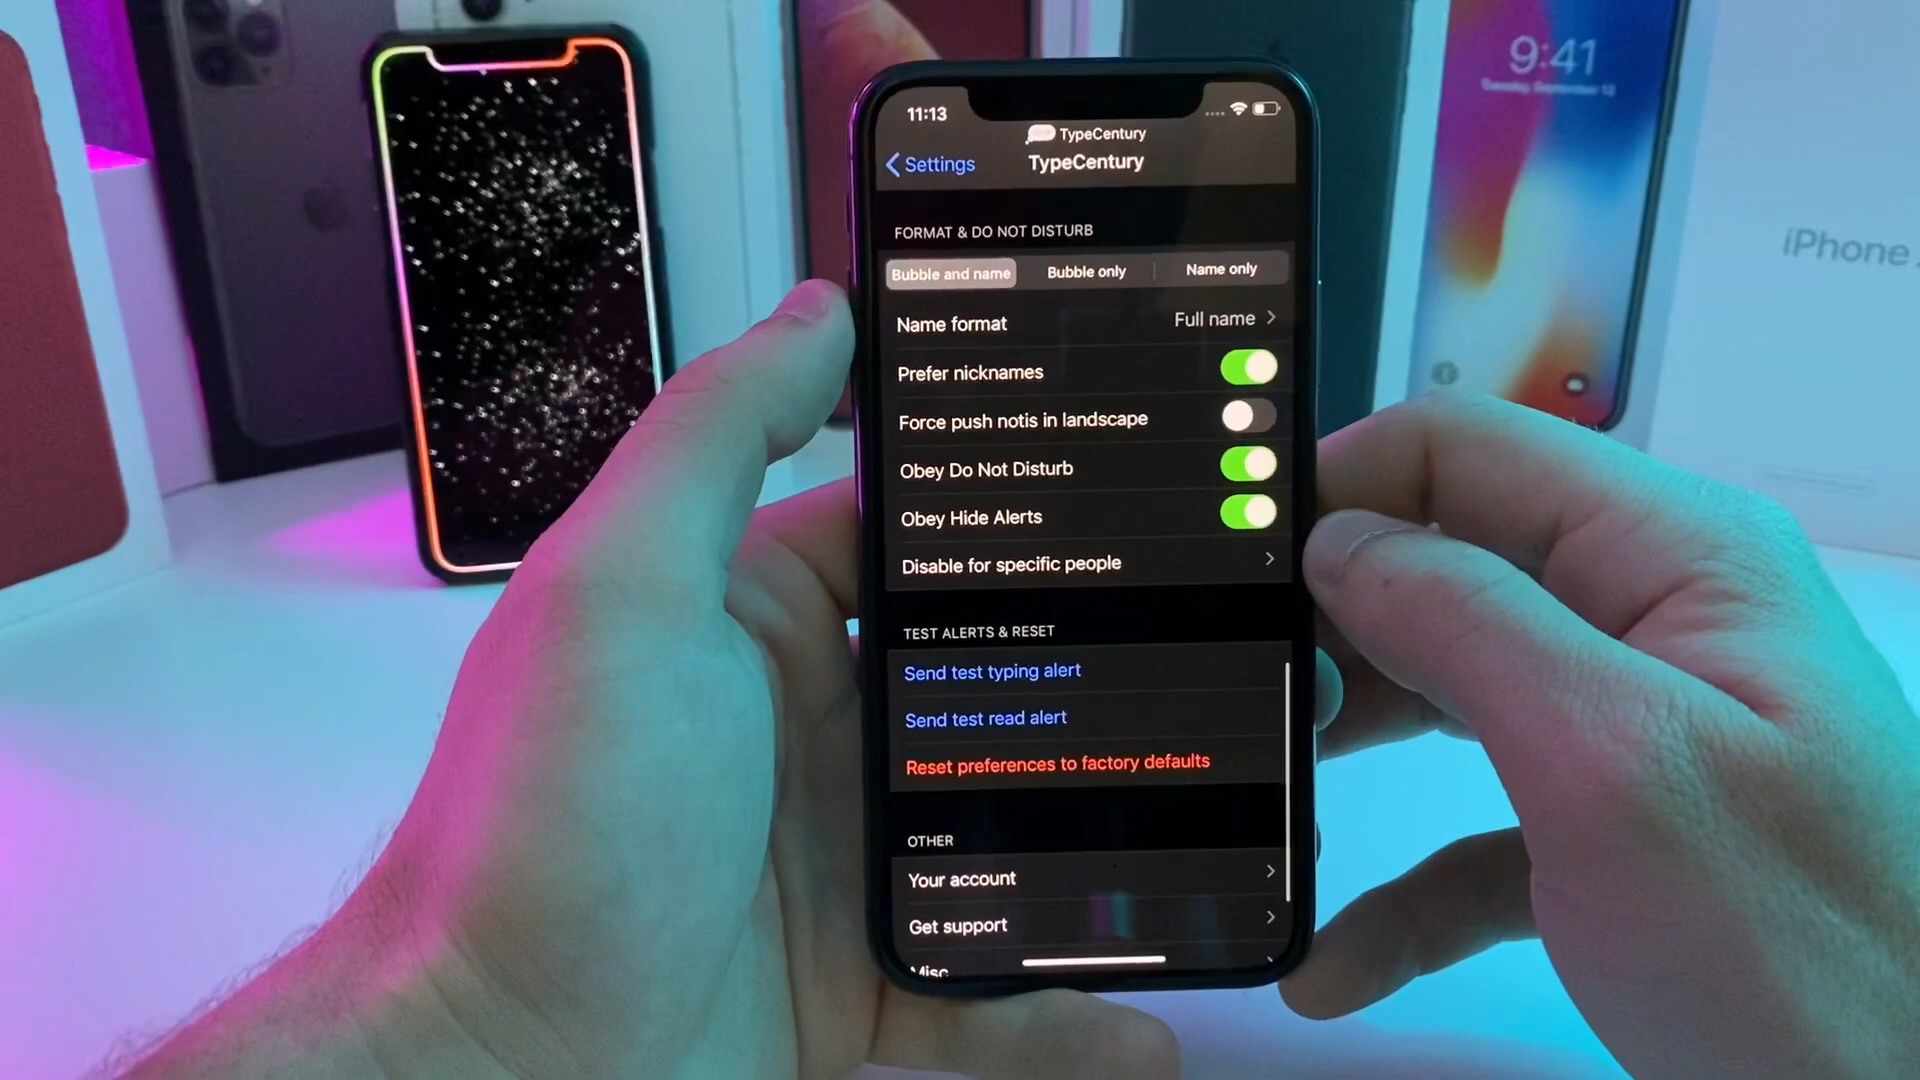 9:41
Tuesday, September 12
iPhone
11:13
TypeCentury
Settings
TypeCentury
FORMAT & DO NOT DISTURB
Bubble and name
Bubble only
Name only
Name format
Full name
Prefer nicknames
Force push notis in landscape
Obey Do Not Disturb
Obey Hide Alerts
Disable for specific people
TEST ALERTS & RESET
Send test typing alert
Send test read alert
Reset preferences to factory defaults
OTHER
Your account
Get support
Misc